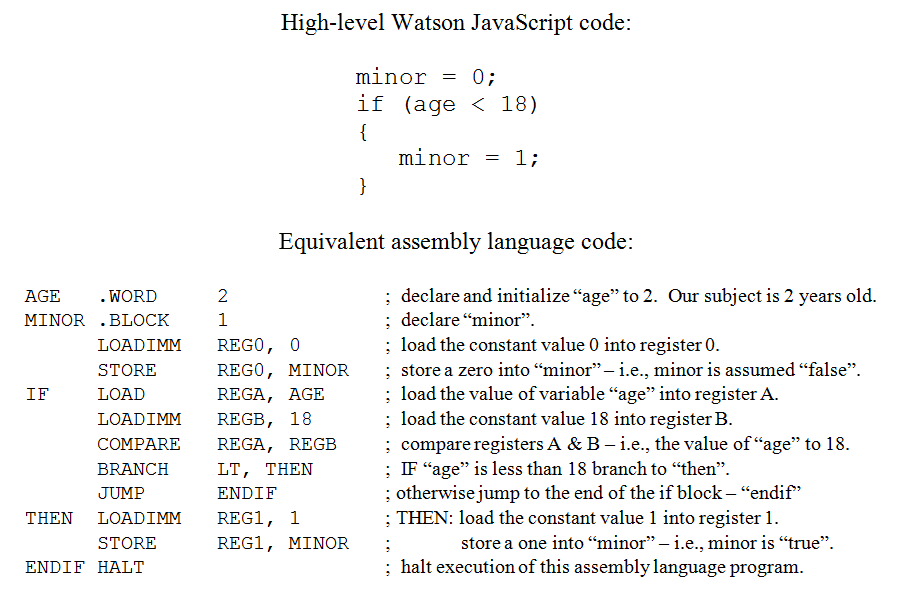 High-level Watson JavaScript code:
minor = 0;
if (age < 18)
{
   minor = 1;
}
Equivalent assembly language code:
AGE   .WORD     2             ;  declare and initialize “age” to 2.  Our subject is 2 years old.
MINOR .BLOCK    1             ;  declare “minor”.
      LOADIMM   REG0, 0       ;  load the constant value 0 into register 0.
      STORE     REG0, MINOR   ;  store a zero into “minor” – i.e., minor is assumed “false”.
IF    LOAD      REGA, AGE     ;  load the value of variable “age” into register A.
      LOADIMM   REGB, 18      ;  load the constant value 18 into register B.
      COMPARE   REGA, REGB    ;  compare registers A & B – i.e., the value of “age” to 18.
      BRANCH    LT, THEN      ;  IF “age” is less than 18 branch to “then”.
      JUMP      ENDIF         ; otherwise jump to the end of the if block – “endif”
THEN  LOADIMM   REG1, 1       ; THEN: load the constant value 1 into register 1.
      STORE     REG1, MINOR   ;             store a one into “minor” – i.e., minor is “true”.
ENDIF HALT                    ;  halt execution of this assembly language program.